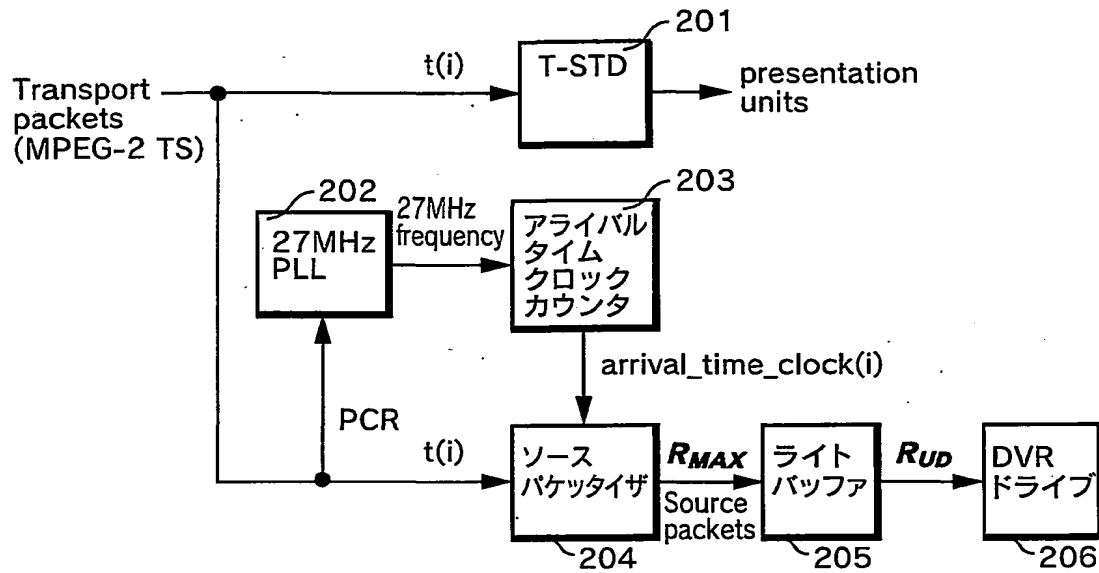 201
T-STD
t(i)
presentation
units
Transport
packets
(MPEG-2 TS)
202
27MHz
PLL
27MHz
frequency
203
アライバル
タイム
クロック
カウンタ
arrival_time_clock(i)
PCR
t(i)
ソース
パケッタイザ
204
RMAX
Source
packets
ライト
バッファ
205
RUD
DVR
ドライブ
206